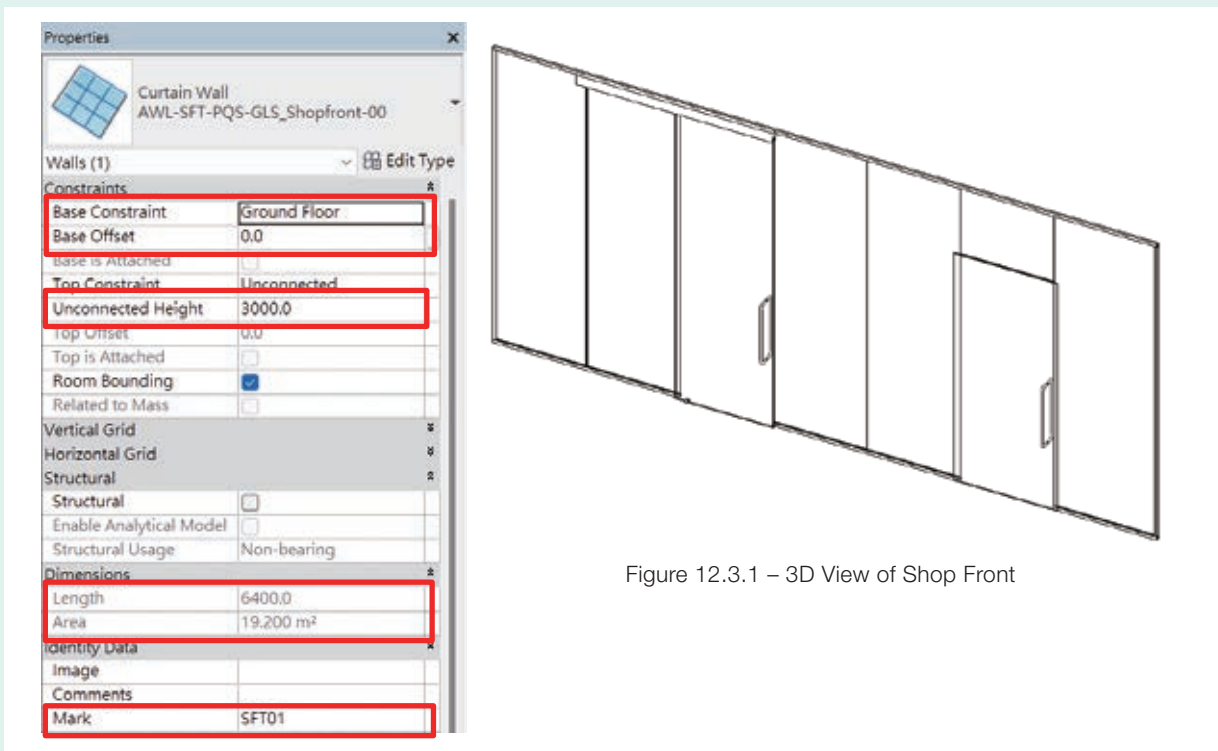 Properties
Curtain Wall
AWL-SFT-PQS-GLS_Shopfront-00
Walls (1) Edit Type
Constraints
Base Constraint Ground Floor
Base Offset 0.0
Base is Attached
Top Constraint Unconnected
Unconnected Height 3000.0
Top Offset 0.0
Top is Attached
Room Bounding
Related to Mass
Vertical Grid
Horizontal Grid
Structural
Structural
Enable Analytical Model
Structural Usage Non-bearing
Dimensions
Length 6400.0
Area 19.200 m²
Identity Data
Image
Comments
Mark SFT01
Figure 12.3.1 – 3D View of Shop Front